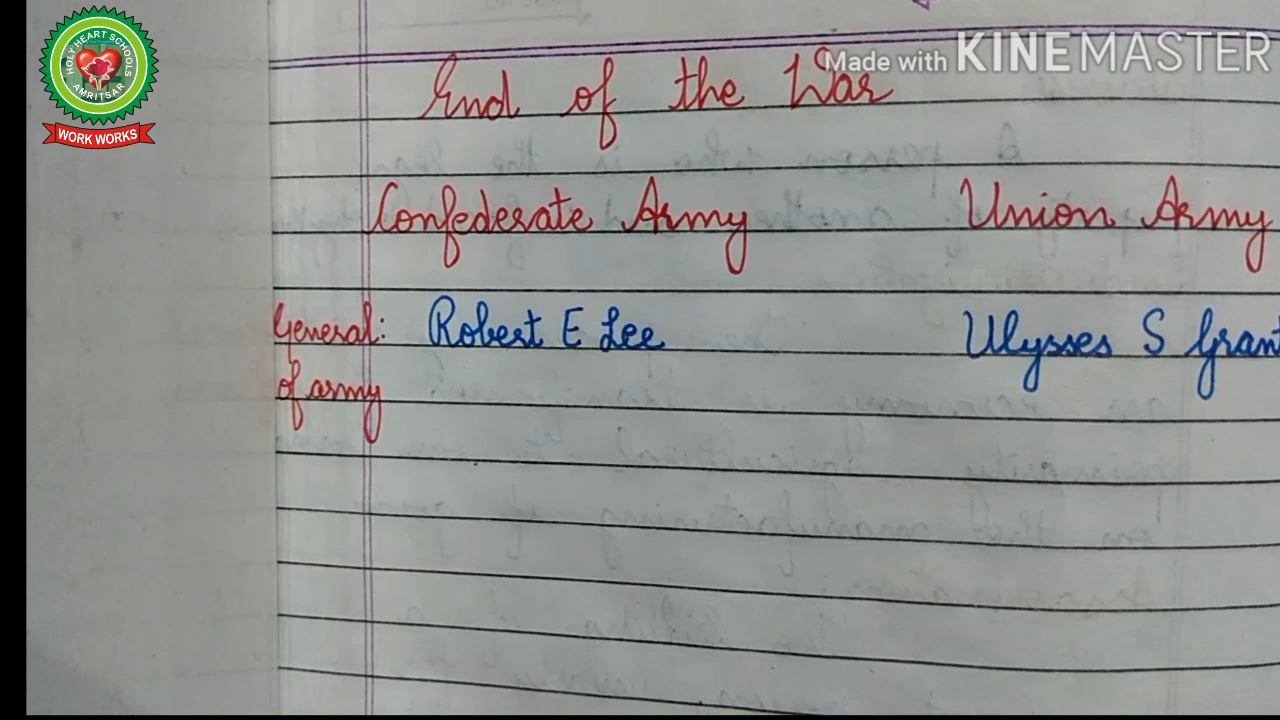 HOLY HEART SCHOOLS
AMRITSAR
WORK WORKS
Made with KINEMASTER
End of the War
Confederate Army Union Army
General: Robert E Lee Ulysses S Grant
of army